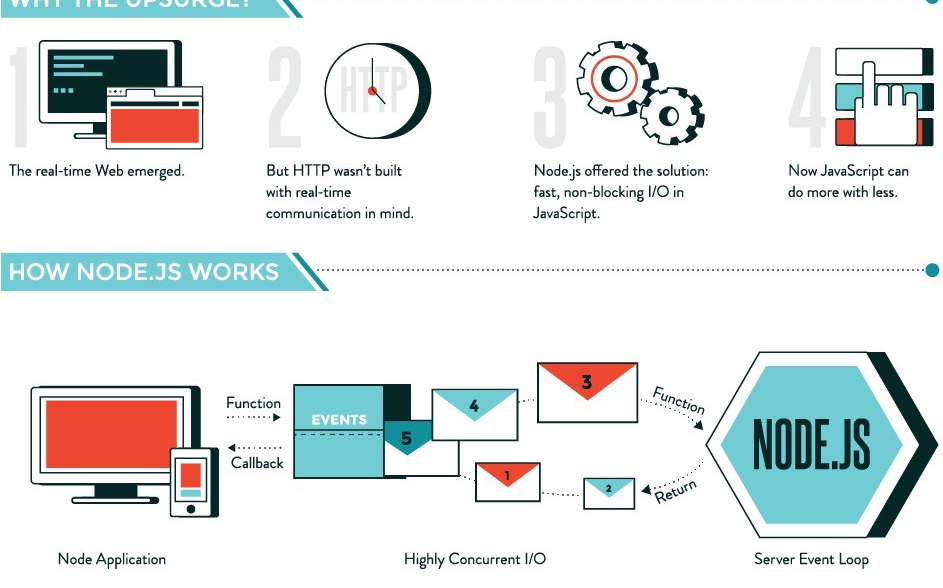 WHY THE UPSURGE?
1
2
HTTP
3
4
The real-time Web emerged.
But HTTP wasn't built
with real-time
communication in mind.
Node.js offered the solution:
fast, non-blocking I/O in
JavaScript.
Now JavaScript can
do more with less.
HOW NODE.JS WORKS
Function
Callback
EVENTS
5
4
3
1
2
Function
Return
NODE.JS
Node Application
Highly Concurrent I/O
Server Event Loop